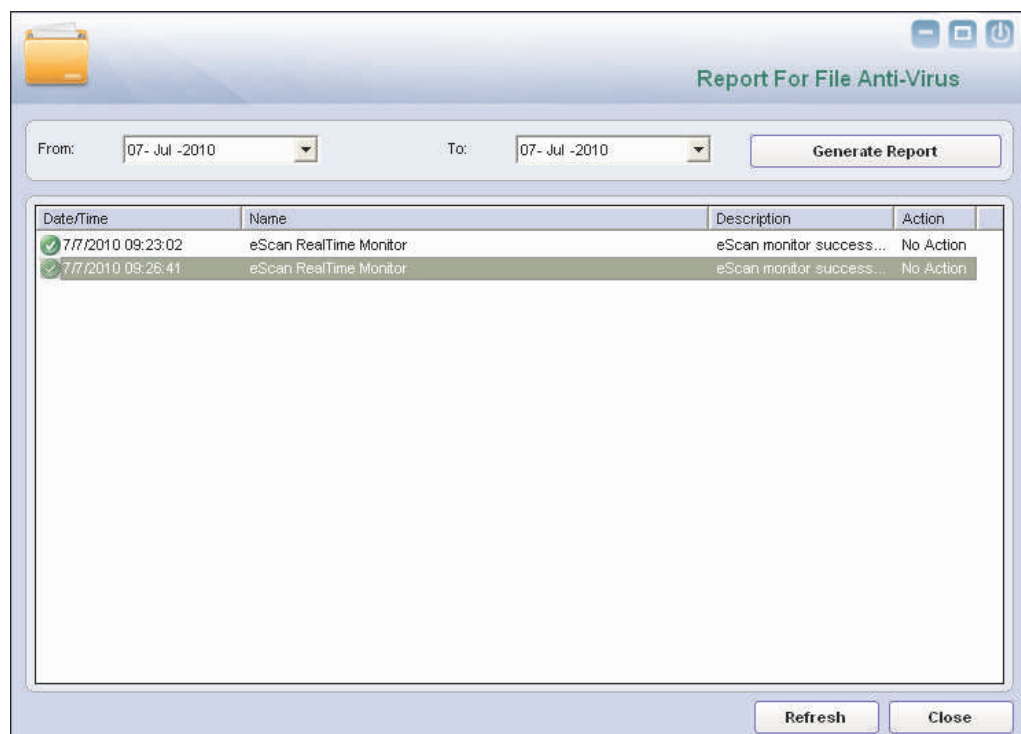 Report For File Anti-Virus
From: 07- Jul -2010 To: 07- Jul -2010 Generate Report
Date/Time Name Description Action
7/7/2010 09:23:02 eScan RealTime Monitor eScan monitor success... No Action
7/7/2010 09:26:41 eScan RealTime Monitor eScan monitor success... No Action
Refresh Close